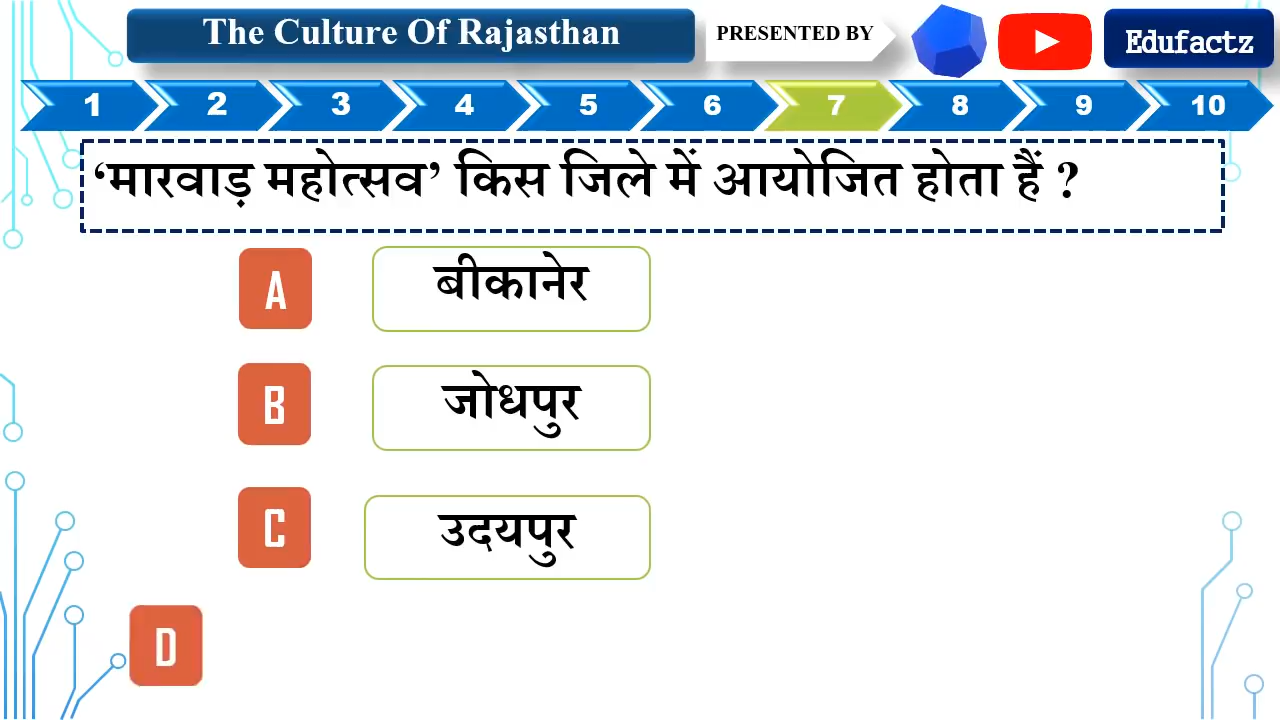 The Culture Of Rajasthan
PRESENTED BY
Edufactz
1 2 3 4 5 6 7 8 9 10
‘मारवाड़ महोत्सव’ किस जिले में आयोजित होता हैं ?
A बीकानेर
B जोधपुर
C उदयपुर
D